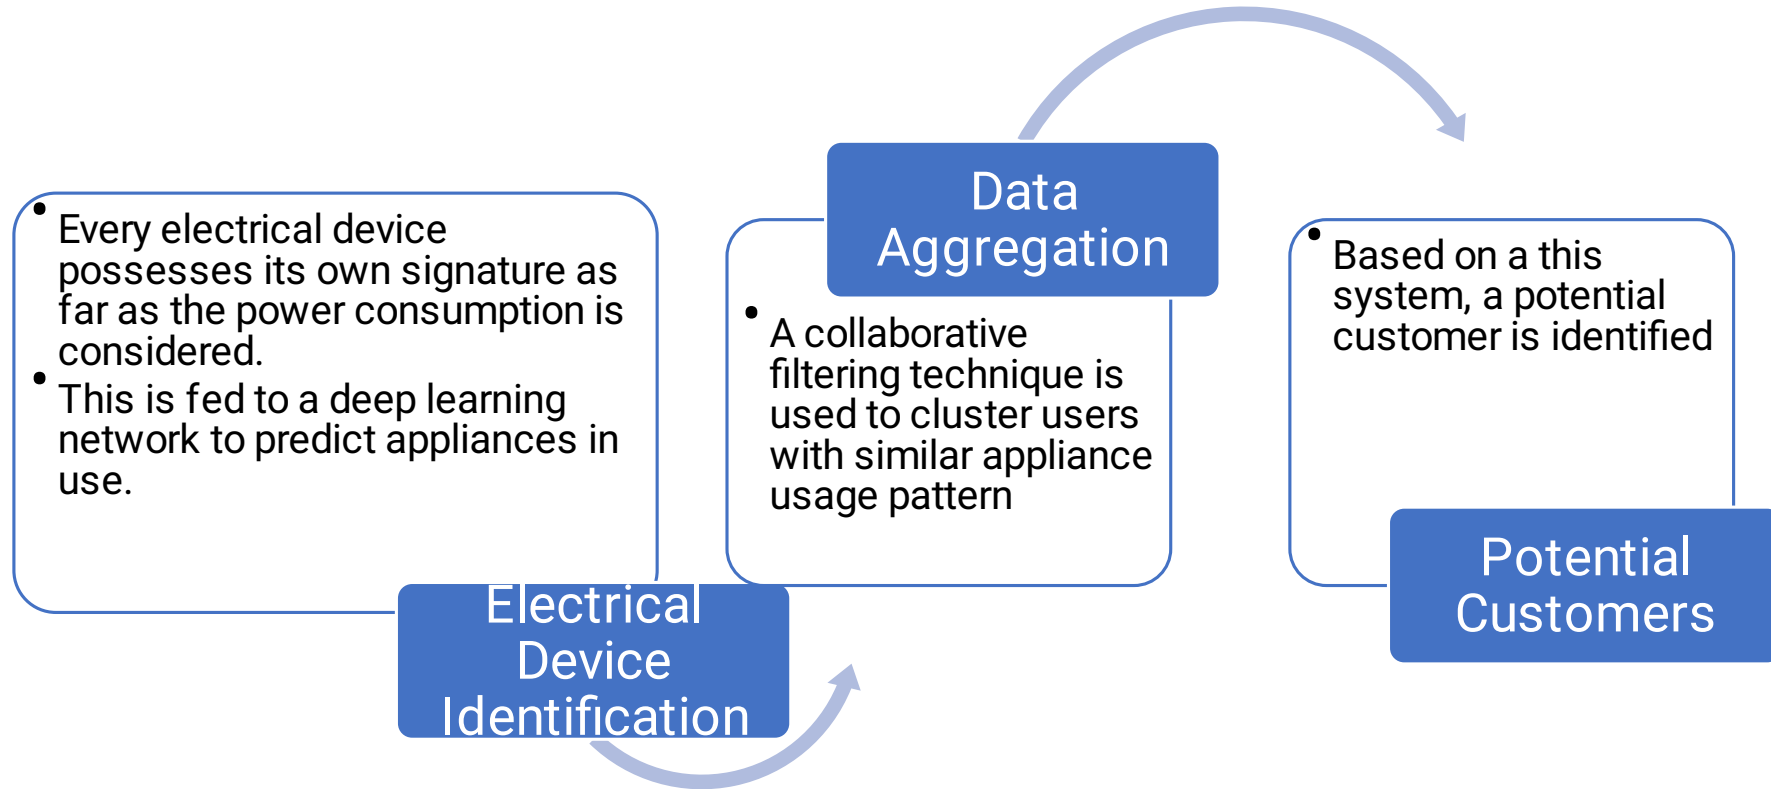 • Every electrical device
possesses its own signature as
far as the power consumption is
considered.
• This is fed to a deep learning
network to predict appliances in
use.
Electrical
Device
Identification
Data
Aggregation
• A collaborative
filtering technique is
used to cluster users
with similar appliance
usage pattern
• Based on a this
system, a potential
customer is identified
Potential
Customers